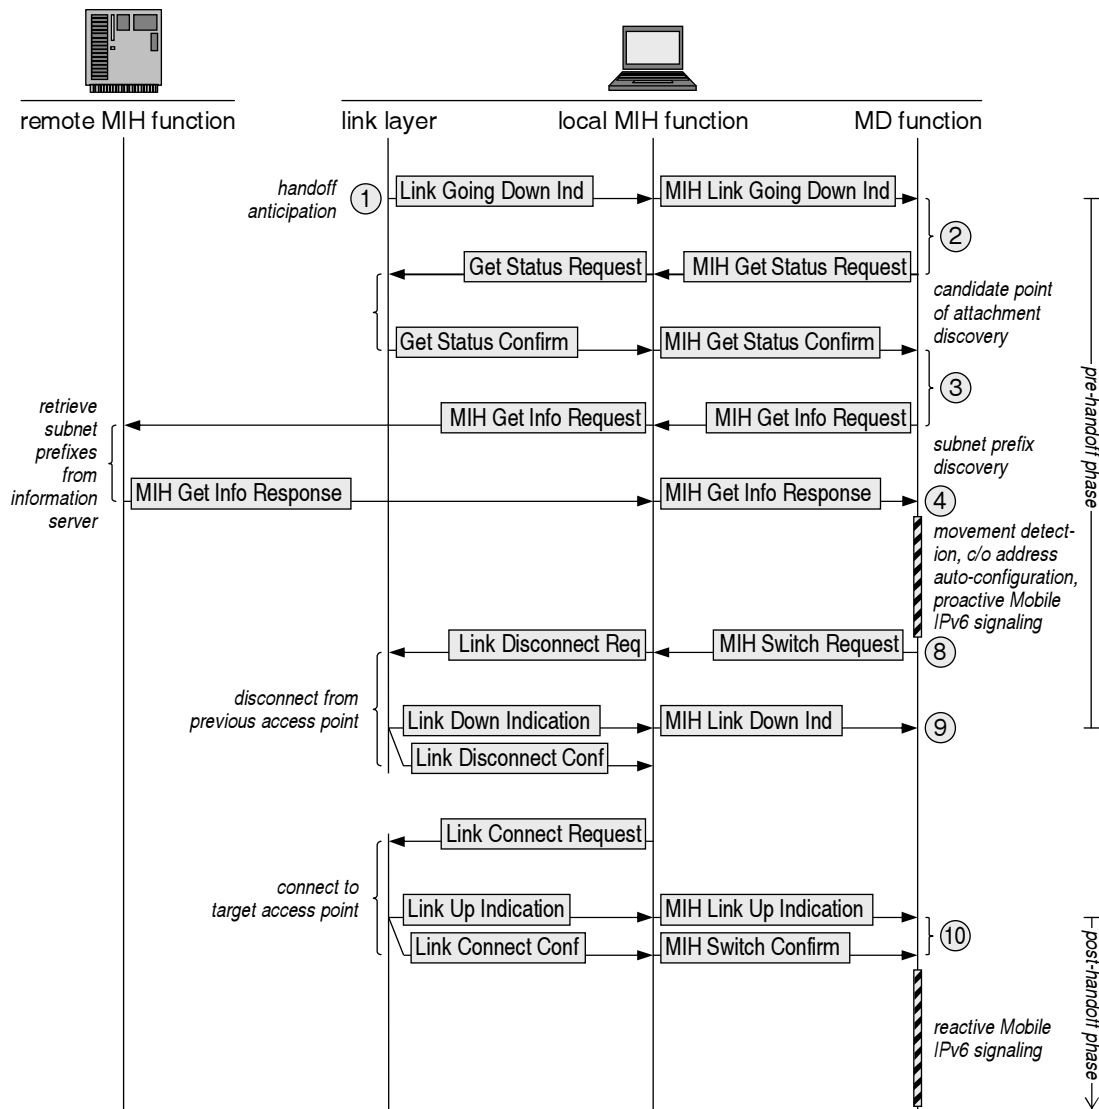 remote MIH function
link layer
local MIH function
MD function
handoff
anticipation
1
Link Going Down Ind
MIH Link Going Down Ind
2
Get Status Request
MIH Get Status Request
candidate point
of attachment
discovery
Get Status Confirm
MIH Get Status Confirm
3
retrieve
subnet
prefixes
from
information
server
MIH Get Info Request
MIH Get Info Request
subnet prefix
discovery
MIH Get Info Response
MIH Get Info Response
4
movement detect-
ion, c/o address
auto-configuration,
proactive Mobile
IPv6 signaling
pre-handoff phase
Link Disconnect Req
MIH Switch Request
8
disconnect from
previous access point
Link Down Indication
MIH Link Down Ind
9
Link Disconnect Conf
Link Connect Request
connect to
target access point
Link Up Indication
MIH Link Up Indication
10
Link Connect Conf
MIH Switch Confirm
reactive Mobile
IPv6 signaling
post-handoff phase